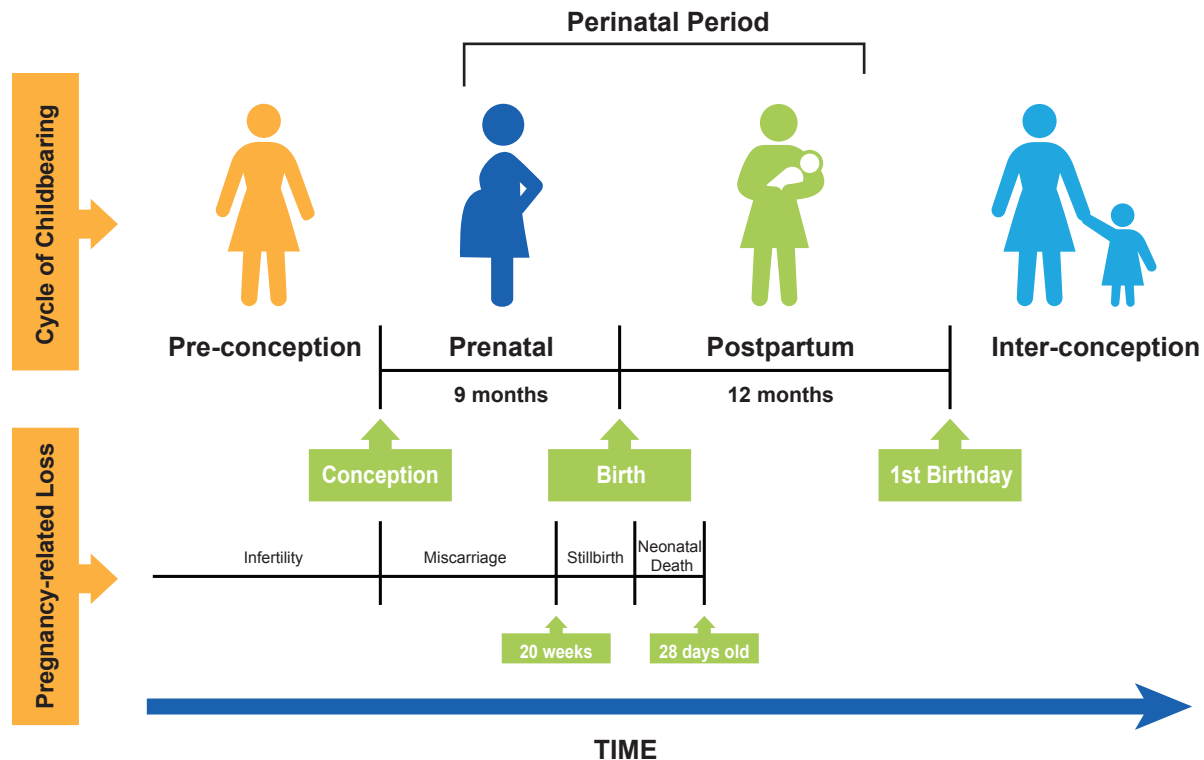 Perinatal Period
Cycle of Childbearing
Pre-conception
Prenatal
Postpartum
Inter-conception
9 months
12 months
Conception
Birth
1st Birthday
Pregnancy-related Loss
Infertility
Miscarriage
Stillbirth
Neonatal
Death
20 weeks
28 days old
TIME